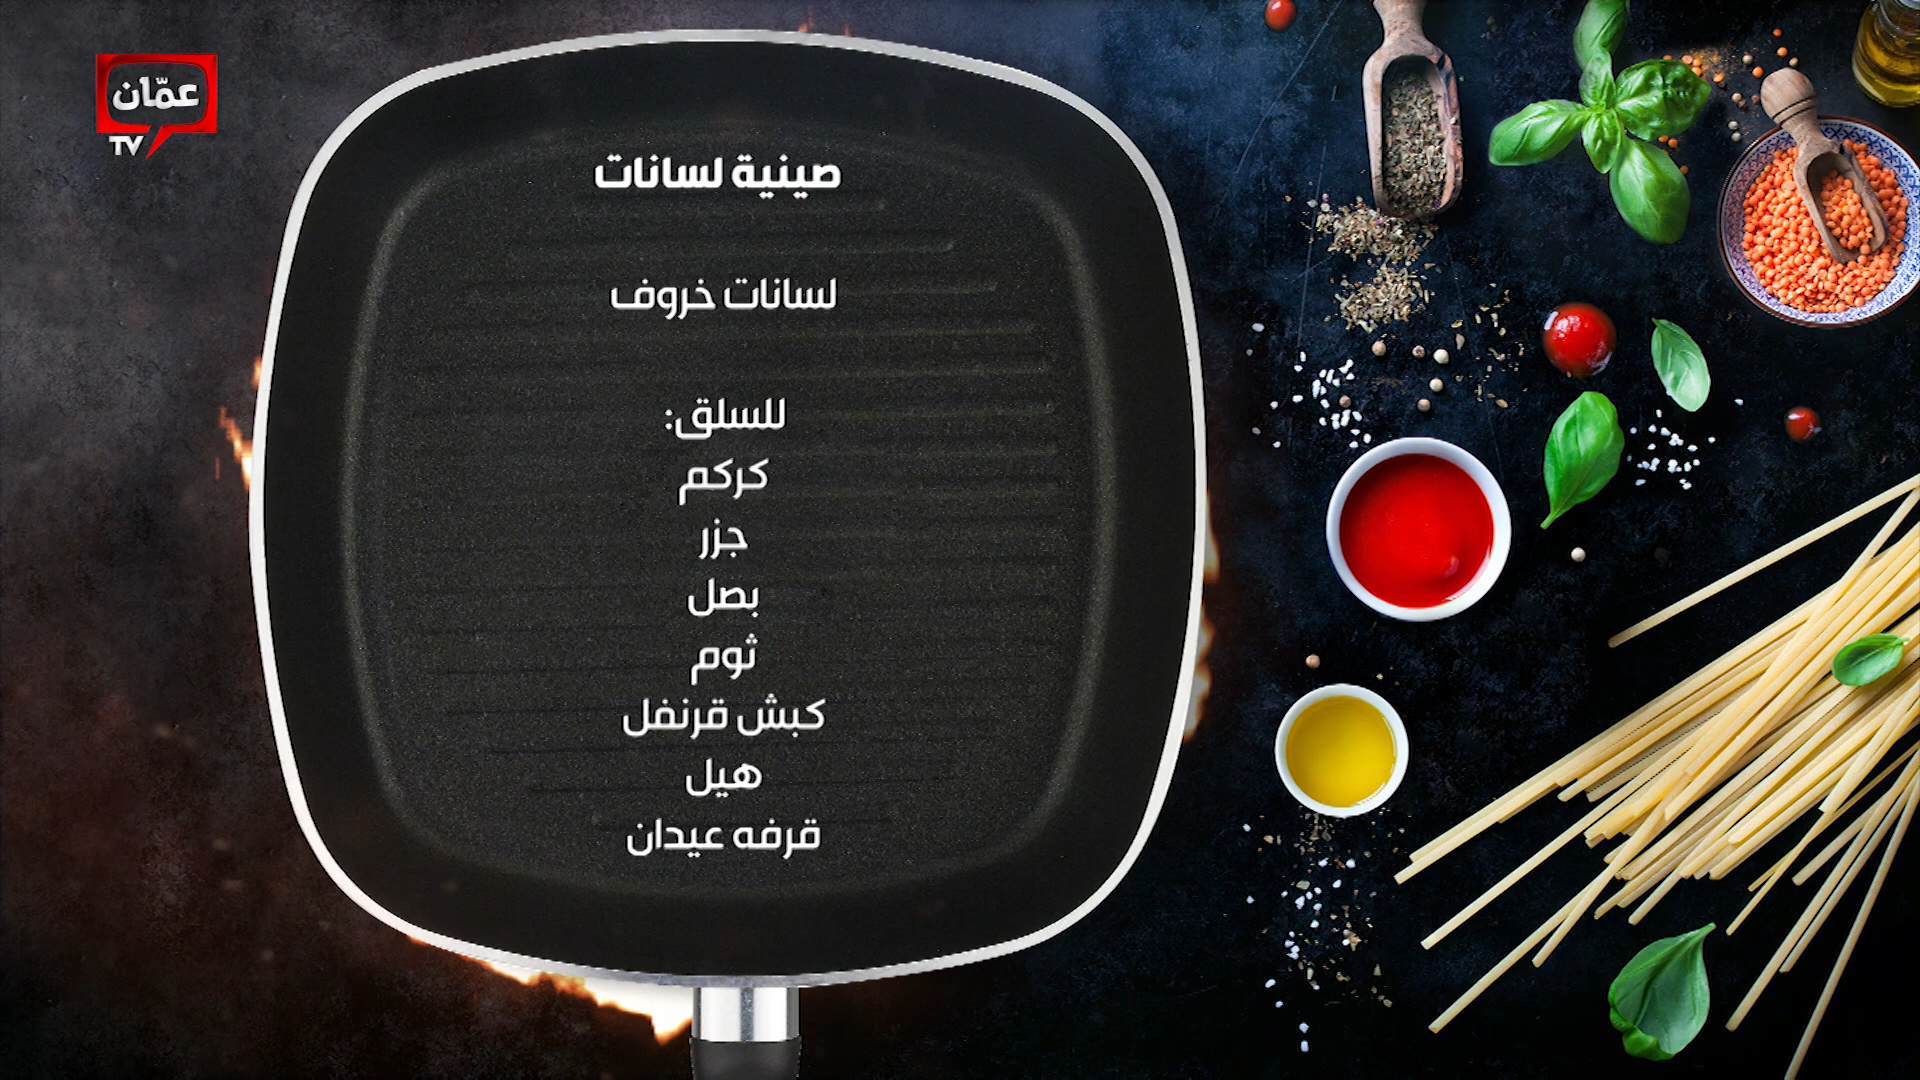 عمّان
TV
صينية لسانات
لسانات خروف
للسلق:
كركم
جزر
بصل
ثوم
كبش قرنفل
هيل
قرفه عيدان